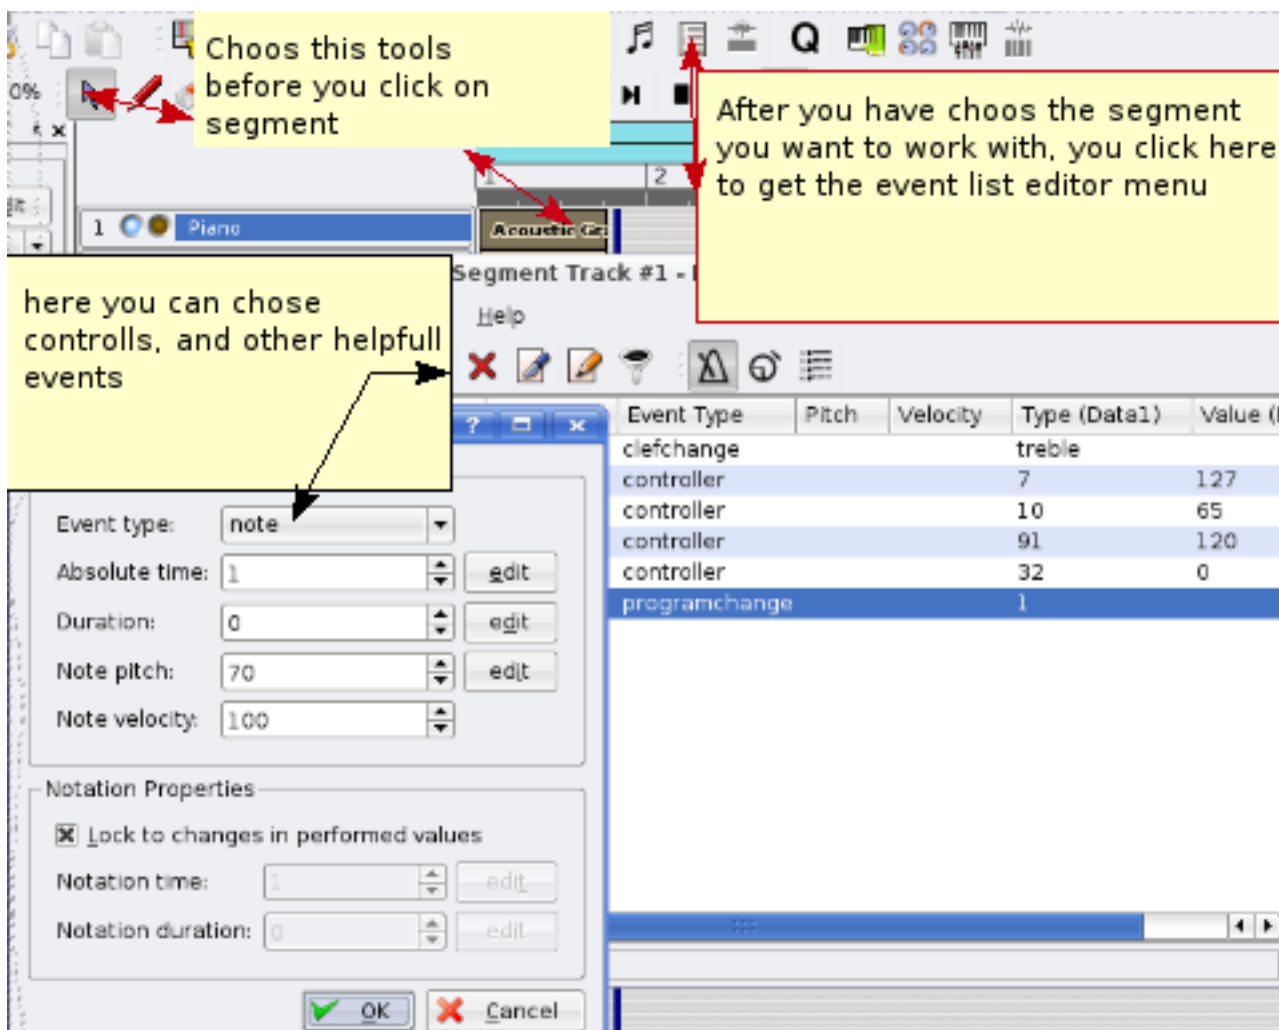 Choos this tools
before you click on
segment
Q
0%
After you have choos the segment
you want to work with, you click here
to get the event list editor menu
1 2
1 Piano
Acoustic
Segment Track #1 -
Help
here you can chose
controlls, and other helpfull
events
Event Type Pitch Velocity Type (Data1) Value
clefchange treble
controller 7 127
controller 10 65
controller 91 120
controller 32 0
programchange 1
Event type: note
Absolute time: 1 edit
Duration: 0 edit
Note pitch: 70 edit
Note velocity: 100
Notation Properties
Lock to changes in performed values
Notation time: 1 edit
Notation duration: 0 edit
OK Cancel